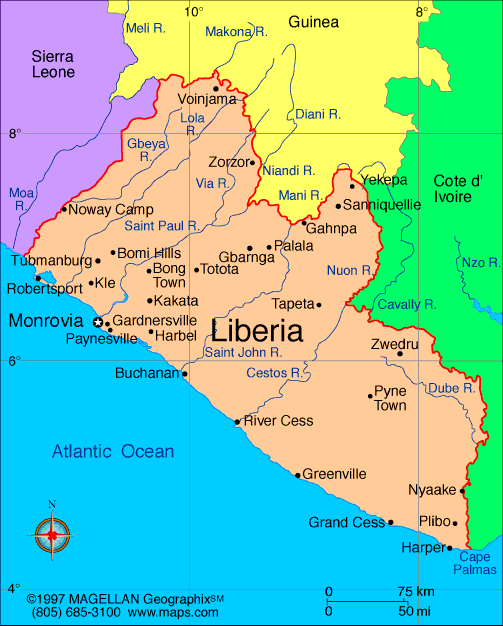 10°
8°
Meli R.
Makona R.
Guinea
Sierra
Leone
Voinjama
Lola
R.
Diani R.
8°
Gbeya
R.
Zorzor
Niandi R.
Via R.
Mani R.
Yekepa
Cote d'
Ivoire
Moa
R.
Noway Camp
Sanniquellie
Saint Paul R.
Gahnpa
Tubmanburg
Bomi Hills
Palala
Gbarnga
Nzo R.
Bong
Town
Totota
Nuon R.
Robertsport
Kle
Kakata
Tapeta
Cavally R.
Monrovia
Gardnersville
Liberia
Paynesville
Harbel
Zwedru
6°
Saint John R.
Buchanan
Cestos R.
Dube R.
Pyne
Town
River Cess
Atlantic Ocean
Greenville
Nyaake
N
Grand Cess
Plibo
Harper
Cape
Palmas
4°
©1997 MAGELLAN Geographix℠
(805) 685-3100 www.maps.com
0 75 km
0 50 mi